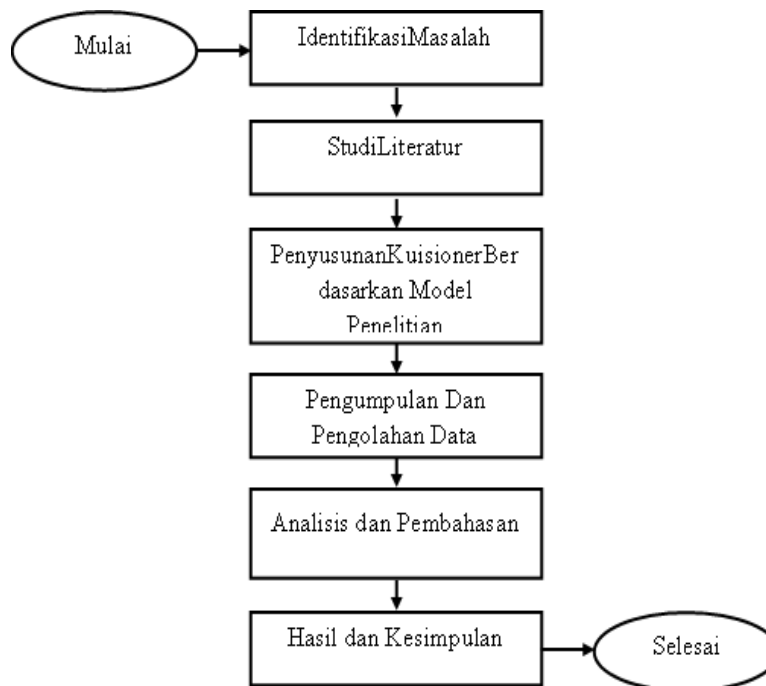 Mulai
IdentifikasiMasalah
StudiLiteratur
PenyusunanKuisionerBer
dasarkan Model
Penelitian
Pengumpulan Dan
Pengolahan Data
Analisis dan Pembahasan
Hasil dan Kesimpulan
Selesai